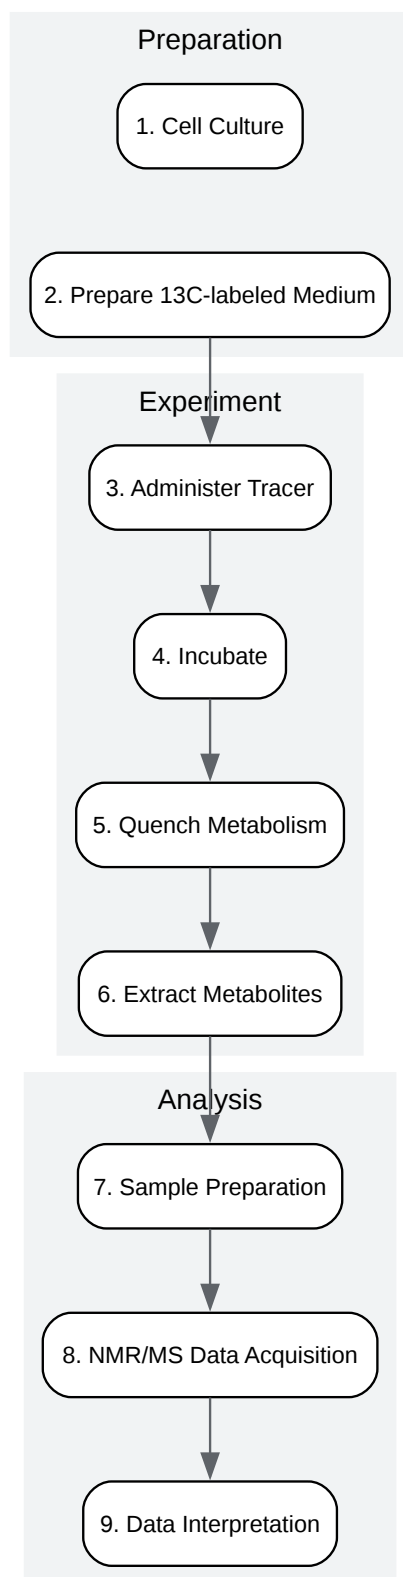 Preparation
1. Cell Culture
2. Prepare 13C-labeled Medium
Experiment
3. Administer Tracer
4. Incubate
5. Quench Metabolism
6. Extract Metabolites
Analysis
7. Sample Preparation
8. NMR/MS Data Acquisition
9. Data Interpretation